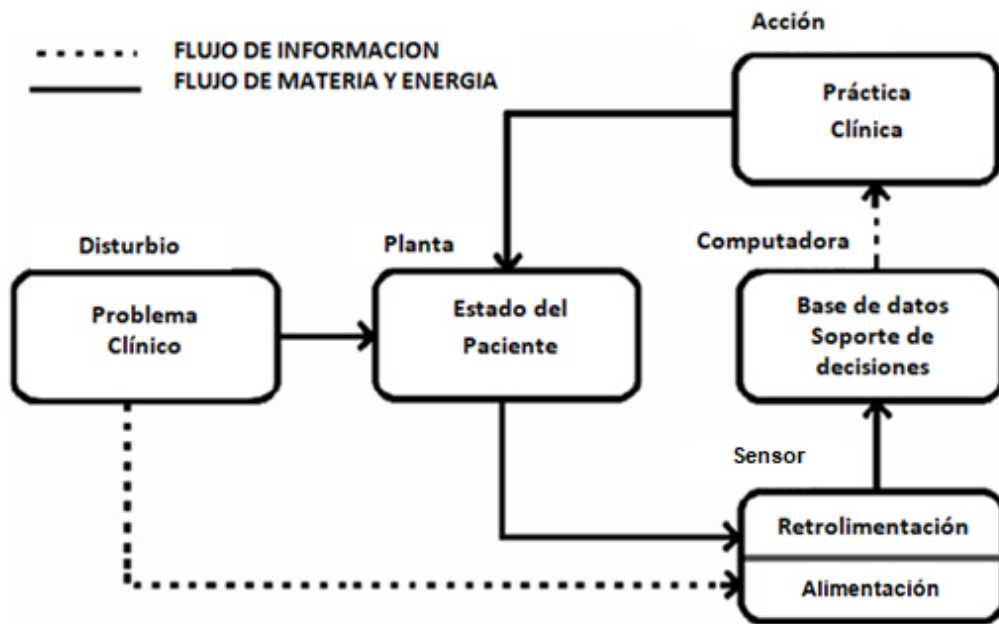 FLUJO DE INFORMACION
FLUJO DE MATERIA Y ENERGIA
Acción
Práctica
Clínica
Disturbio
Planta
Computadora
Problema
Clínico
Estado del
Paciente
Base de datos
Soporte de
decisiones
Sensor
Retrolimentación
Alimentación